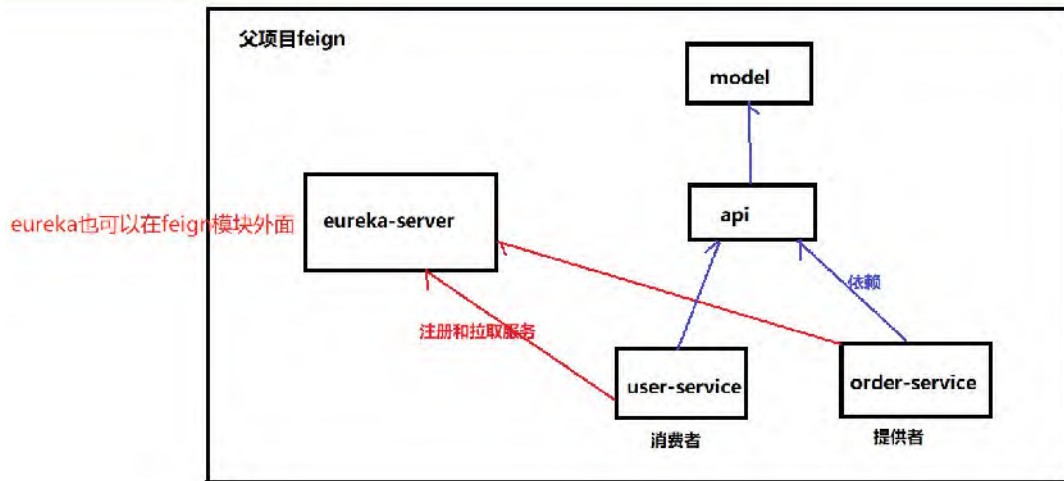 父项目feign
model
eureka也可以在feign模块外面
eureka-server
api
依赖
注册和拉取服务
user-service
order-service
消费者
提供者